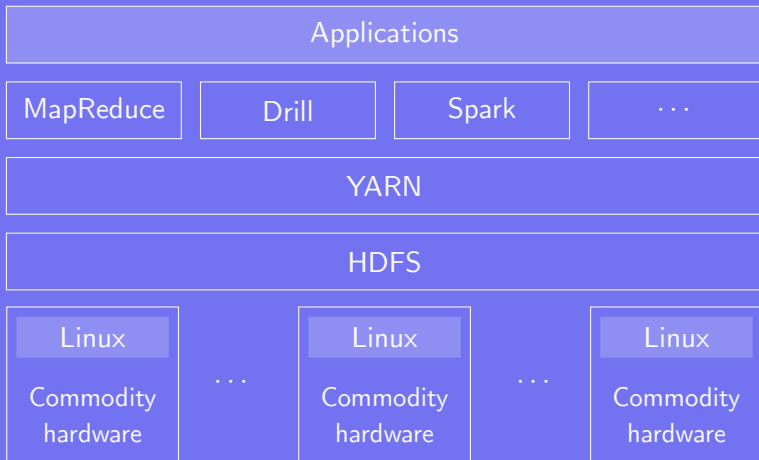 Applications
MapReduce Drill Spark ···
YARN
HDFS
Linux Linux Linux
··· ···
Commodity Commodity Commodity
hardware hardware hardware